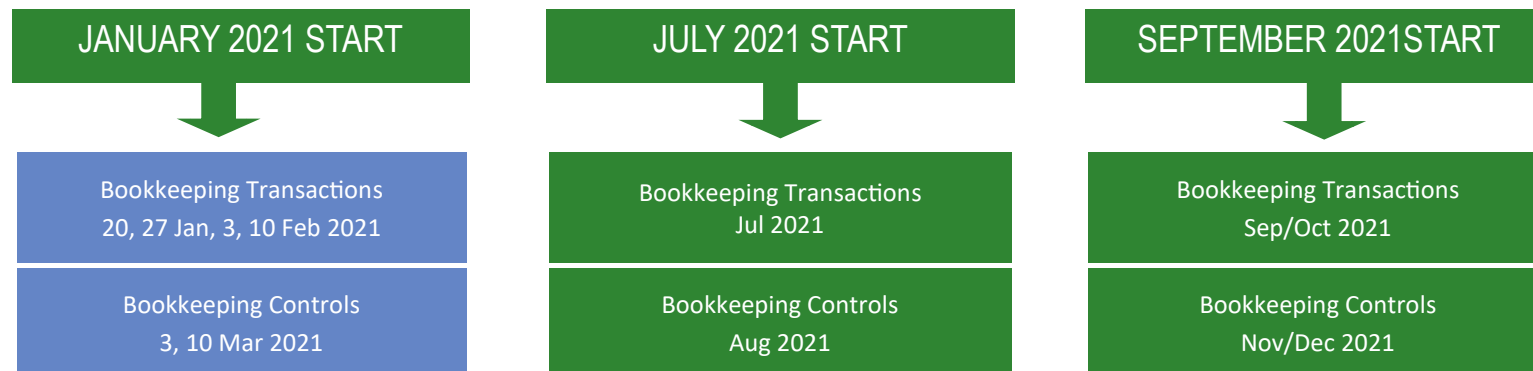 JANUARY 2021 START
Bookkeeping Transactions
20, 27 Jan, 3, 10 Feb 2021
Bookkeeping Controls
3, 10 Mar 2021
JULY 2021 START
Bookkeeping Transactions
Jul 2021
Bookkeeping Controls
Aug 2021
SEPTEMBER 2021START
Bookkeeping Transactions
Sep/Oct 2021
Bookkeeping Controls
Nov/Dec 2021